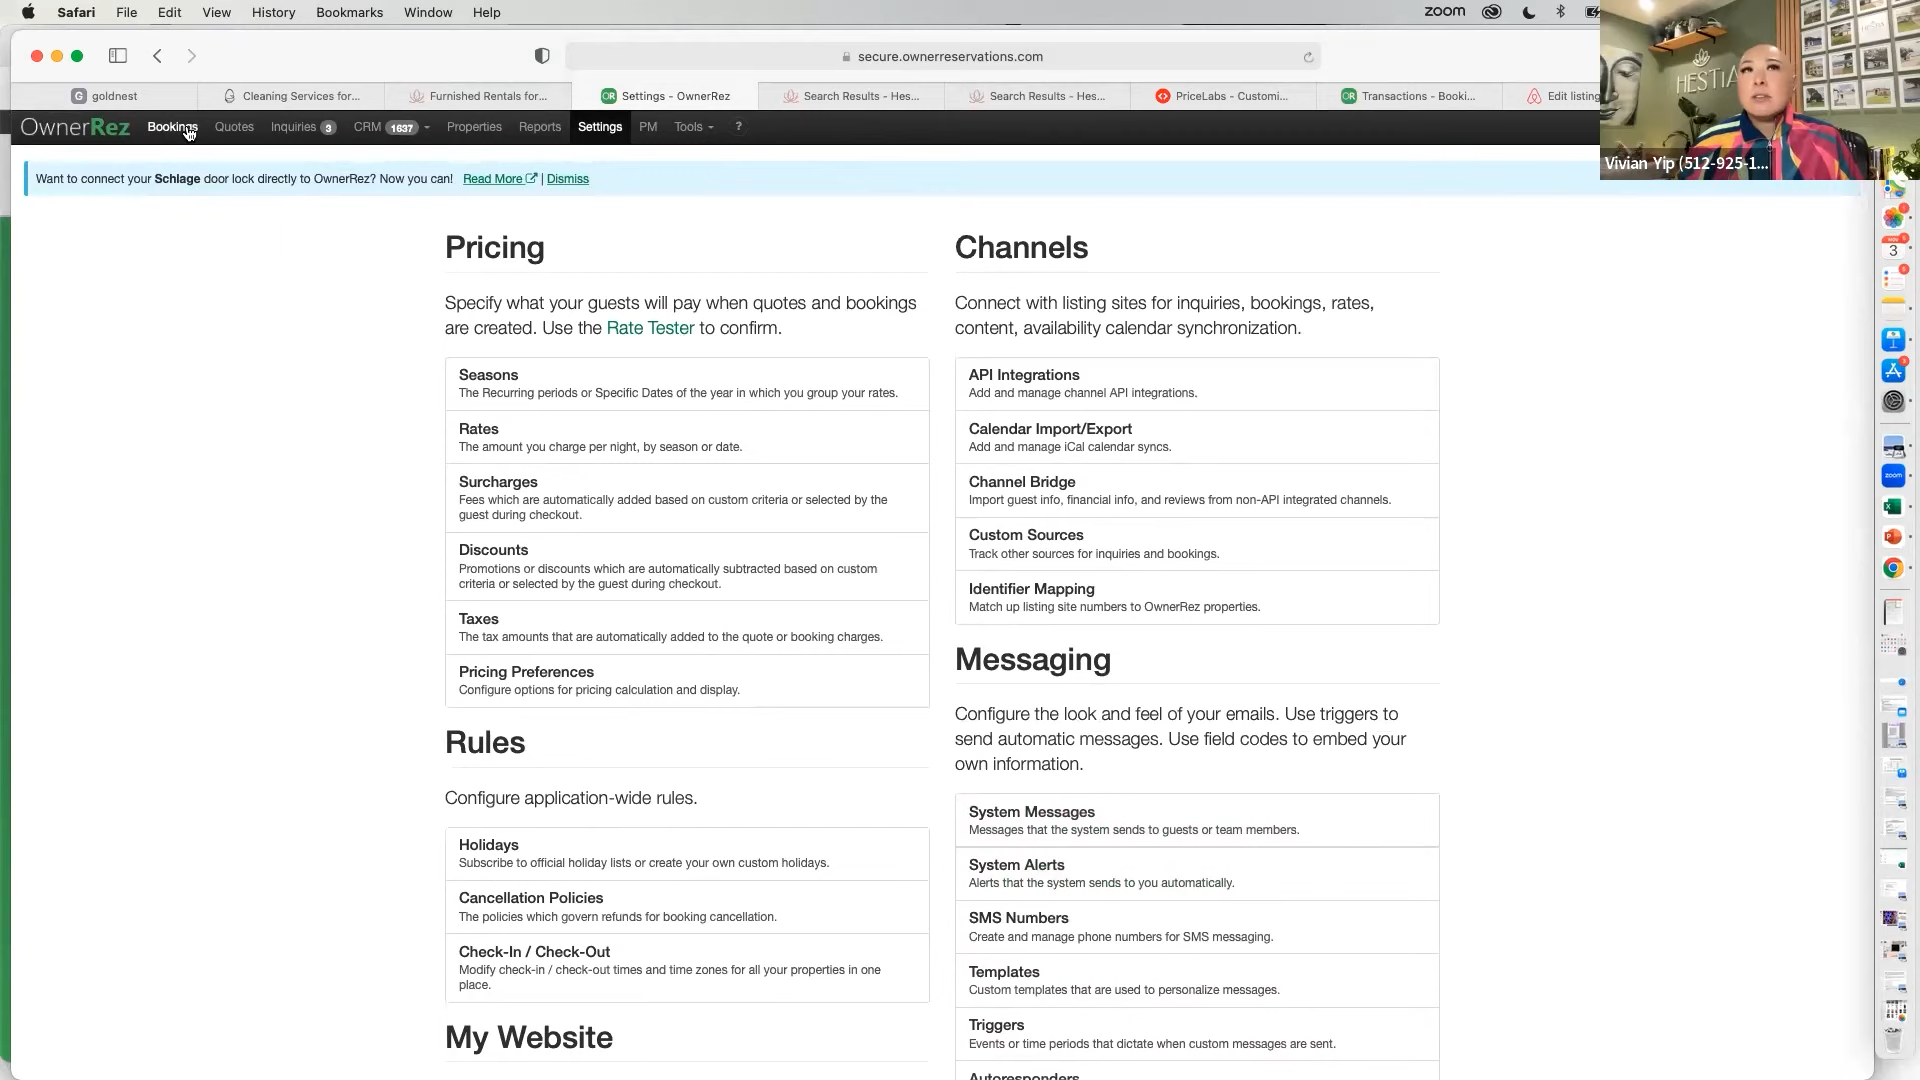 Safari File Edit View History Bookmarks Window Help
zoom
secure.ownerreservations.com
G goldnest
Cleaning Services for...
Furnished Rentals for...
OR Settings - OwnerRez
Search Results - Hes...
Search Results - Hes...
PriceLabs - Customi...
OR Transactions - Booki...
Edit listing
OwnerRez Bookings Quotes Inquiries 3 CRM 1637 Properties Reports Settings PM Tools ?
HESTIA
Vivian Yip (512-925-1...
Want to connect your Schlage door lock directly to OwnerRez? Now you can! Read More | Dismiss
Pricing
Specify what your guests will pay when quotes and bookings
are created. Use the Rate Tester to confirm.
Seasons
The Recurring periods or Specific Dates of the year in which you group your rates.
Rates
The amount you charge per night, by season or date.
Surcharges
Fees which are automatically added based on custom criteria or selected by the
guest during checkout.
Discounts
Promotions or discounts which are automatically subtracted based on custom
criteria or selected by the guest during checkout.
Taxes
The tax amounts that are automatically added to the quote or booking charges.
Pricing Preferences
Configure options for pricing calculation and display.
Rules
Configure application-wide rules.
Holidays
Subscribe to official holiday lists or create your own custom holidays.
Cancellation Policies
The policies which govern refunds for booking cancellation.
Check-In / Check-Out
Modify check-in / check-out times and time zones for all your properties in one
place.
My Website
Channels
Connect with listing sites for inquiries, bookings, rates,
content, availability calendar synchronization.
API Integrations
Add and manage channel API integrations.
Calendar Import/Export
Add and manage iCal calendar syncs.
Channel Bridge
Import guest info, financial info, and reviews from non-API integrated channels.
Custom Sources
Track other sources for inquiries and bookings.
Identifier Mapping
Match up listing site numbers to OwnerRez properties.
Messaging
Configure the look and feel of your emails. Use triggers to
send automatic messages. Use field codes to embed your
own information.
System Messages
Messages that the system sends to guests or team members.
System Alerts
Alerts that the system sends to you automatically.
SMS Numbers
Create and manage phone numbers for SMS messaging.
Templates
Custom templates that are used to personalize messages.
Triggers
Events or time periods that dictate when custom messages are sent.
Autoresponders
3
zoom